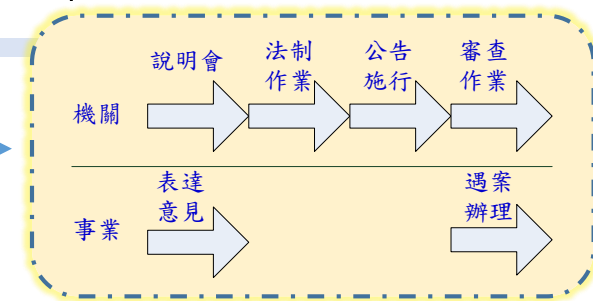 說明會
法制
作業
公告
施行
審查
作業
機關
表達
意見
遇案
辦理
事業